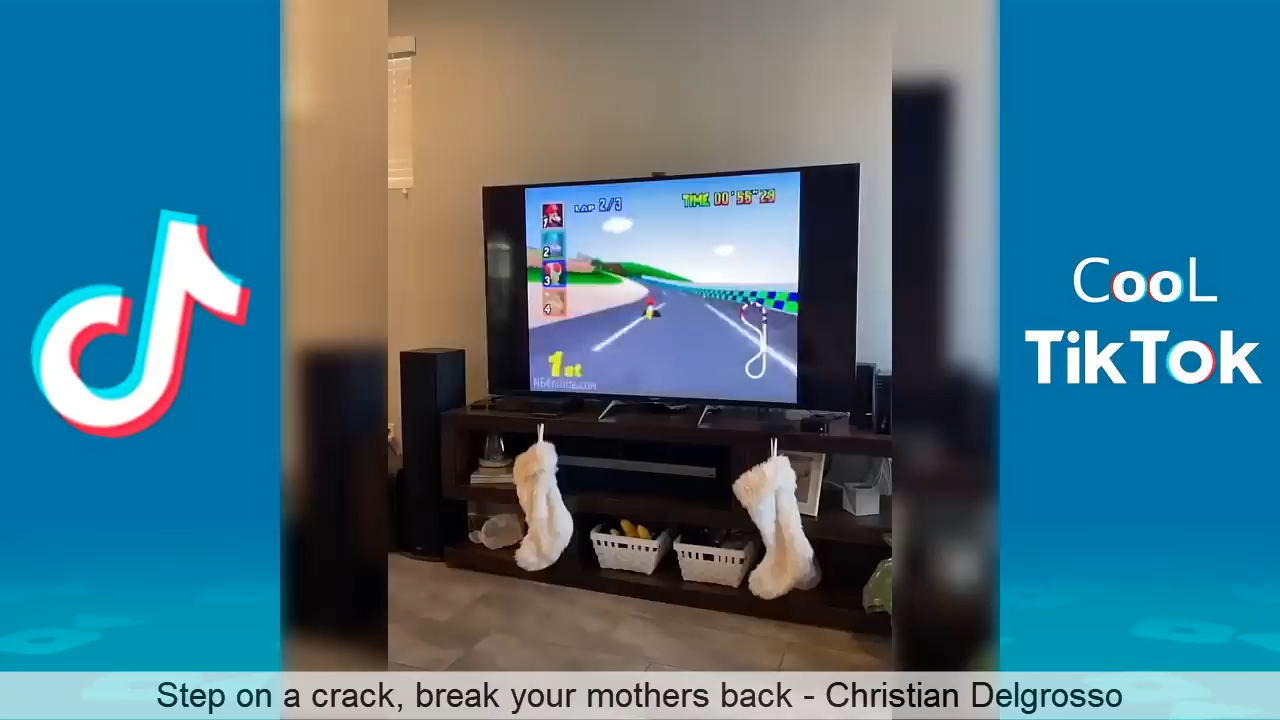 LAP 2/3
TIME 00'55"29
1
2
3
4
1st
CooL
TikTok
Step on a crack, break your mothers back - Christian Delgrosso